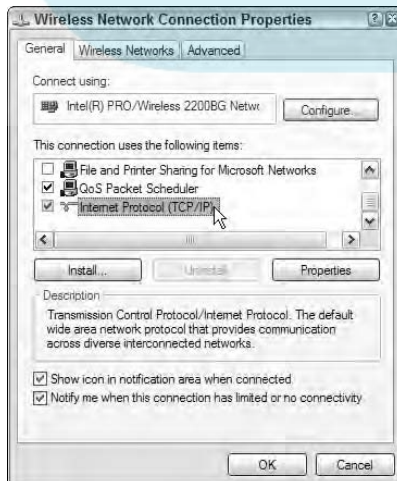 Wireless Network Connection Properties
General Wireless Networks Advanced
Connect using:
Intel(R) PRO/Wireless 2200BG Netwc Configure...
This connection uses the following items:
File and Printer Sharing for Microsoft Networks
QoS Packet Scheduler
Internet Protocol (TCP/IP)
Install... Uninstall Properties
Description
Transmission Control Protocol/Internet Protocol. The default
wide area network protocol that provides communication
across diverse interconnected networks.
Show icon in notification area when connected
Notify me when this connection has limited or no connectivity
OK Cancel